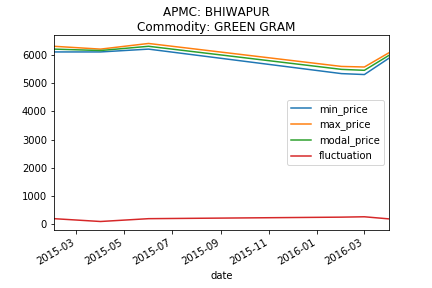 APMC: BHIWAPUR
Commodity: GREEN GRAM
6000
5000
4000
3000
2000
1000
0
min_price
max_price
modal_price
fluctuation
2015-03
2015-05
2015-07
2015-09
2015-11
2016-01
2016-03
date